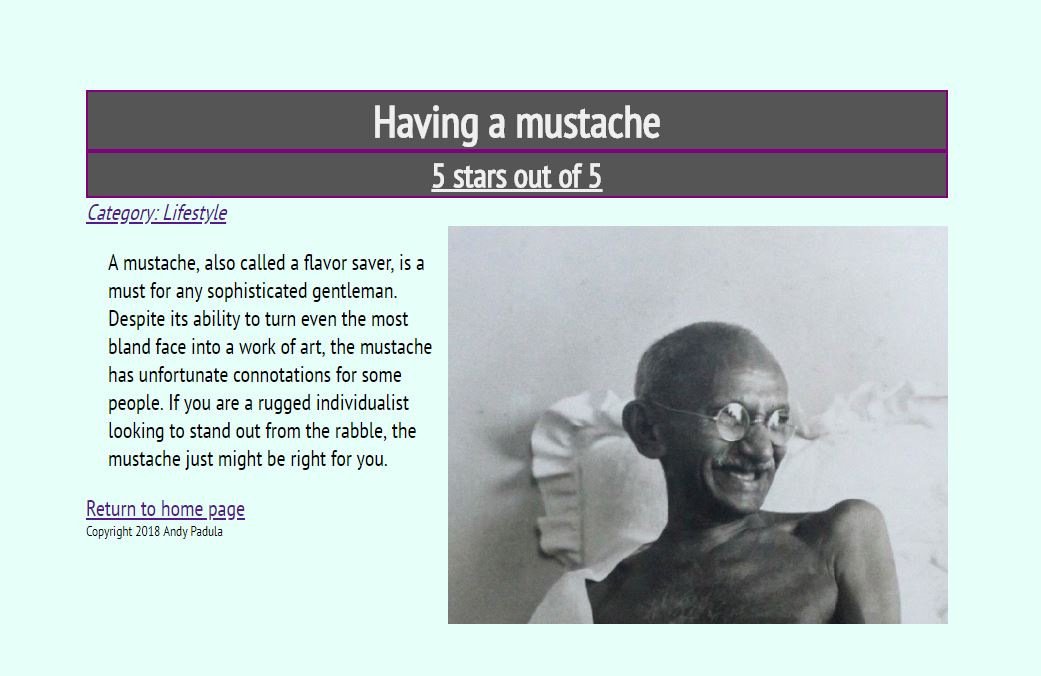 Having a mustache
5 stars out of 5
Category: Lifestyle
A mustache, also called a flavor saver, is a
must for any sophisticated gentleman.
Despite its ability to turn even the most
bland face into a work of art, the mustache
has unfortunate connotations for some
people. If you are a rugged individualist
looking to stand out from the rabble, the
mustache just might be right for you.
Return to home page
Copyright 2018 Andy Padula